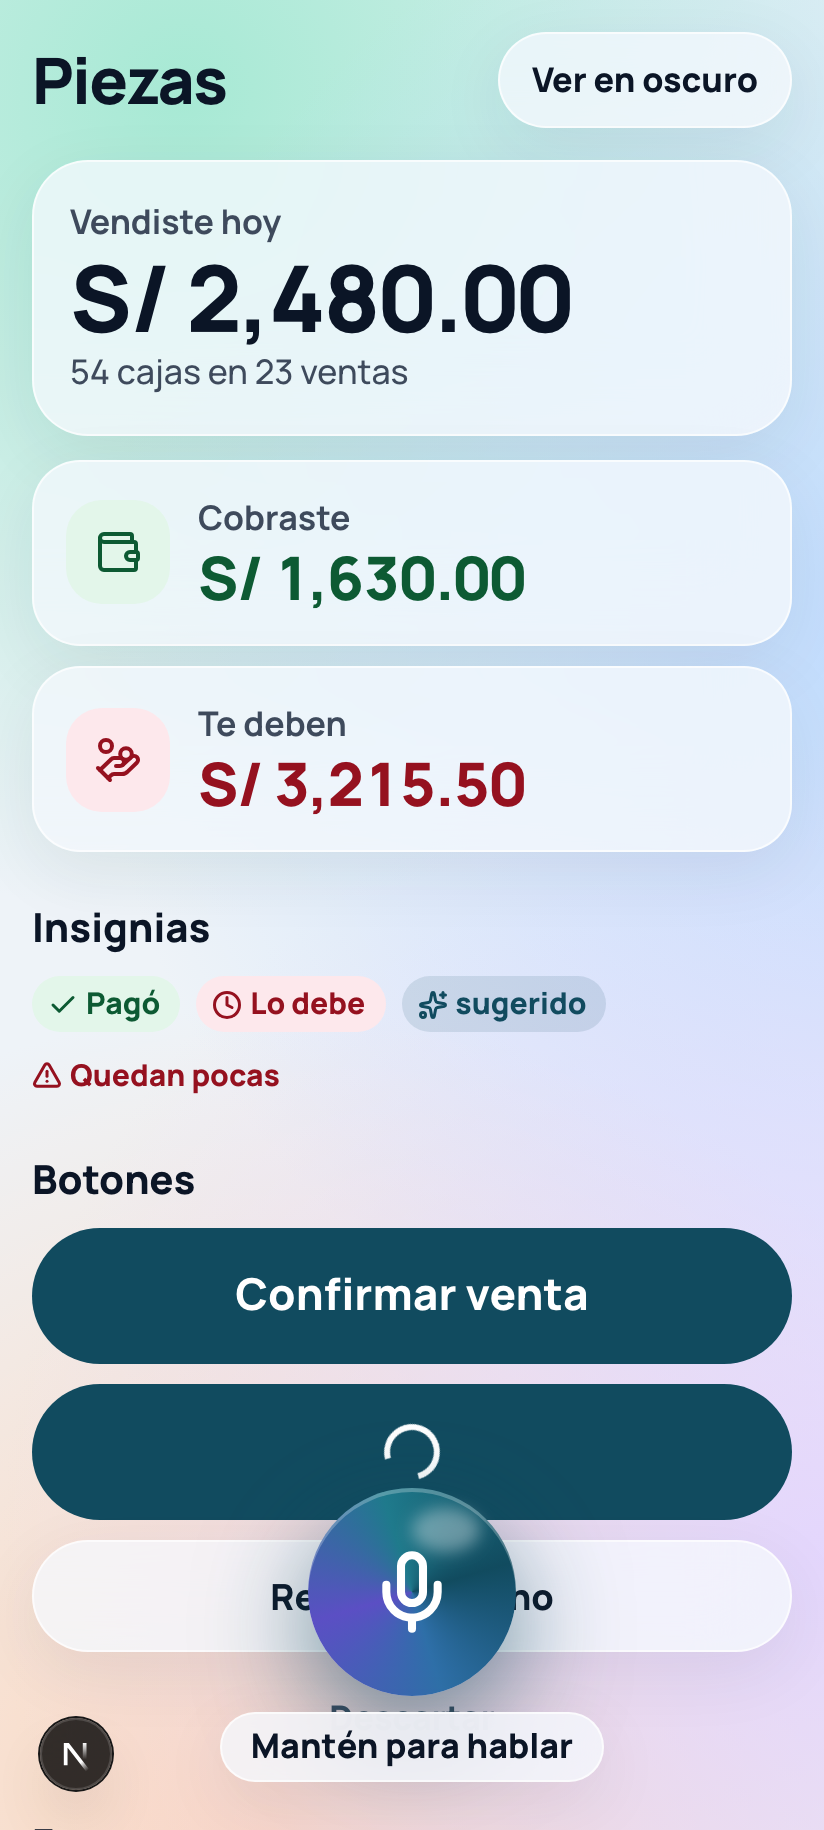 Piezas
Ver en oscuro
Vendiste hoy
S/ 2,480.00
54 cajas en 23 ventas
Cobraste
S/ 1,630.00
Te deben
S/ 3,215.50
Insignias
Pagó
Lo debe
sugerido
Quedan pocas
Botones
Confirmar venta
Mantén para hablar
N